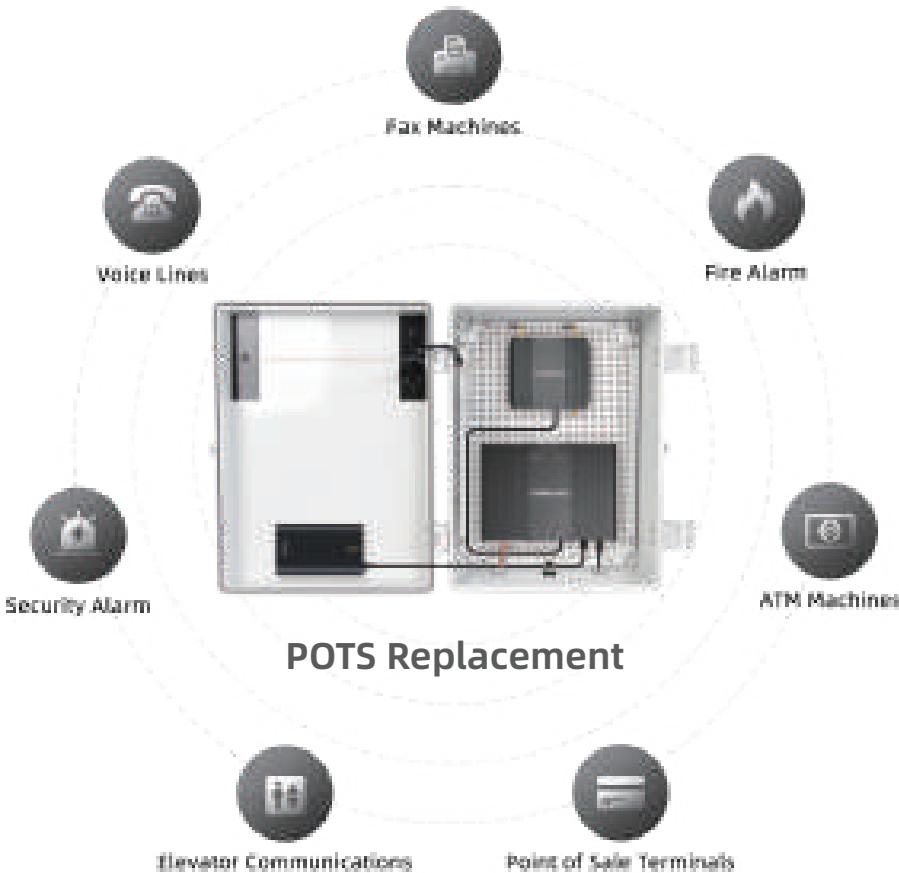 Fax Machines
Voice Lines
Fire Alarm
Security Alarm
ATM Machines
POTS Replacement
Elevator Communications
Point of Sale Terminals